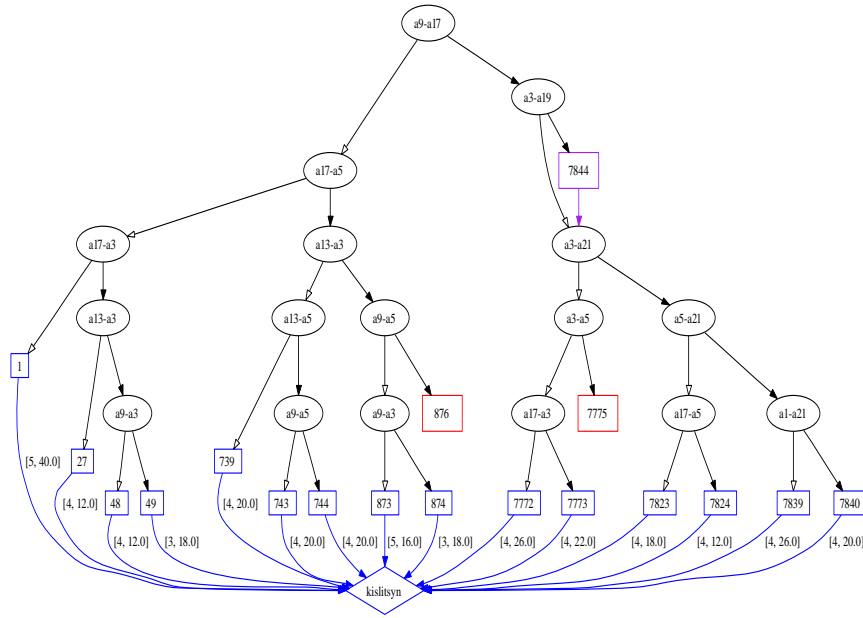 a9-a17
a3-a19
a17-a5
7844
a17-a3
a13-a3
a3-a21
a13-a3
a13-a5
a9-a5
a3-a5
a5-a21
1
a9-a3
a9-a5
a9-a3
876
a17-a3
7775
a17-a5
a1-a21
27
739
[5, 40.0]
48
49
743
744
873
874
7772
7773
7823
7824
7839
7840
[4, 12.0]
[4, 20.0]
[4, 12.0]
[3, 18.0]
[4, 20.0]
[4, 20.0]
[5, 16.0]
[3, 18.0]
[4, 26.0]
[4, 22.0]
[4, 18.0]
[4, 12.0]
[4, 26.0]
[4, 20.0]
kislitsyn